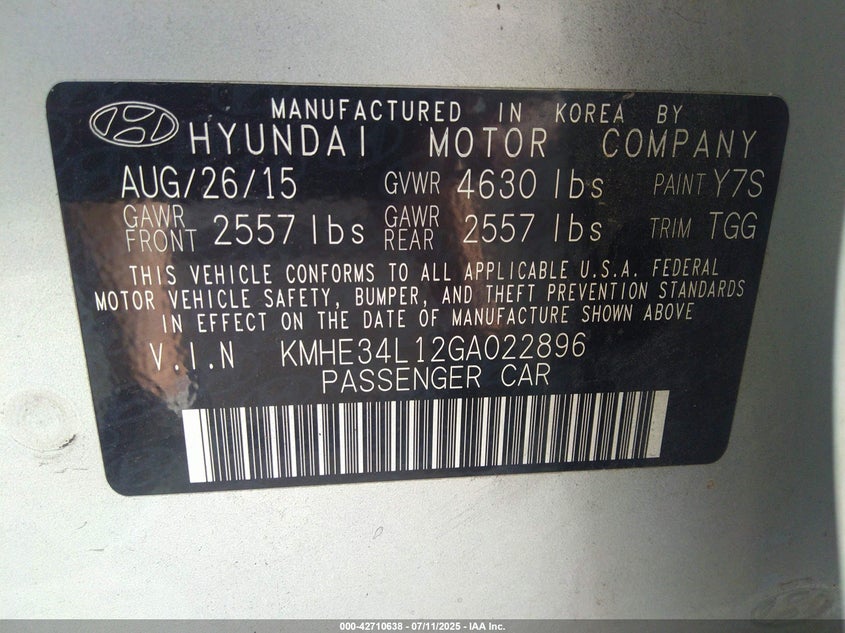 MANUFACTURED IN KOREA BY
HYUNDAI MOTOR COMPANY
AUG/26/15 GVWR 4630 lbs PAINT Y7S
GAWR FRONT 2557 lbs GAWR REAR 2557 lbs TRIM TGG
THIS VEHICLE CONFORMS TO ALL APPLICABLE U.S.A. FEDERAL
MOTOR VEHICLE SAFETY, BUMPER, AND THEFT PREVENTION STANDARDS
IN EFFECT ON THE DATE OF MANUFACTURE SHOWN ABOVE
V.I.N KMHE34L12GA022896
PASSENGER CAR
000-42710638 - 07/11/2025 - IAA Inc.